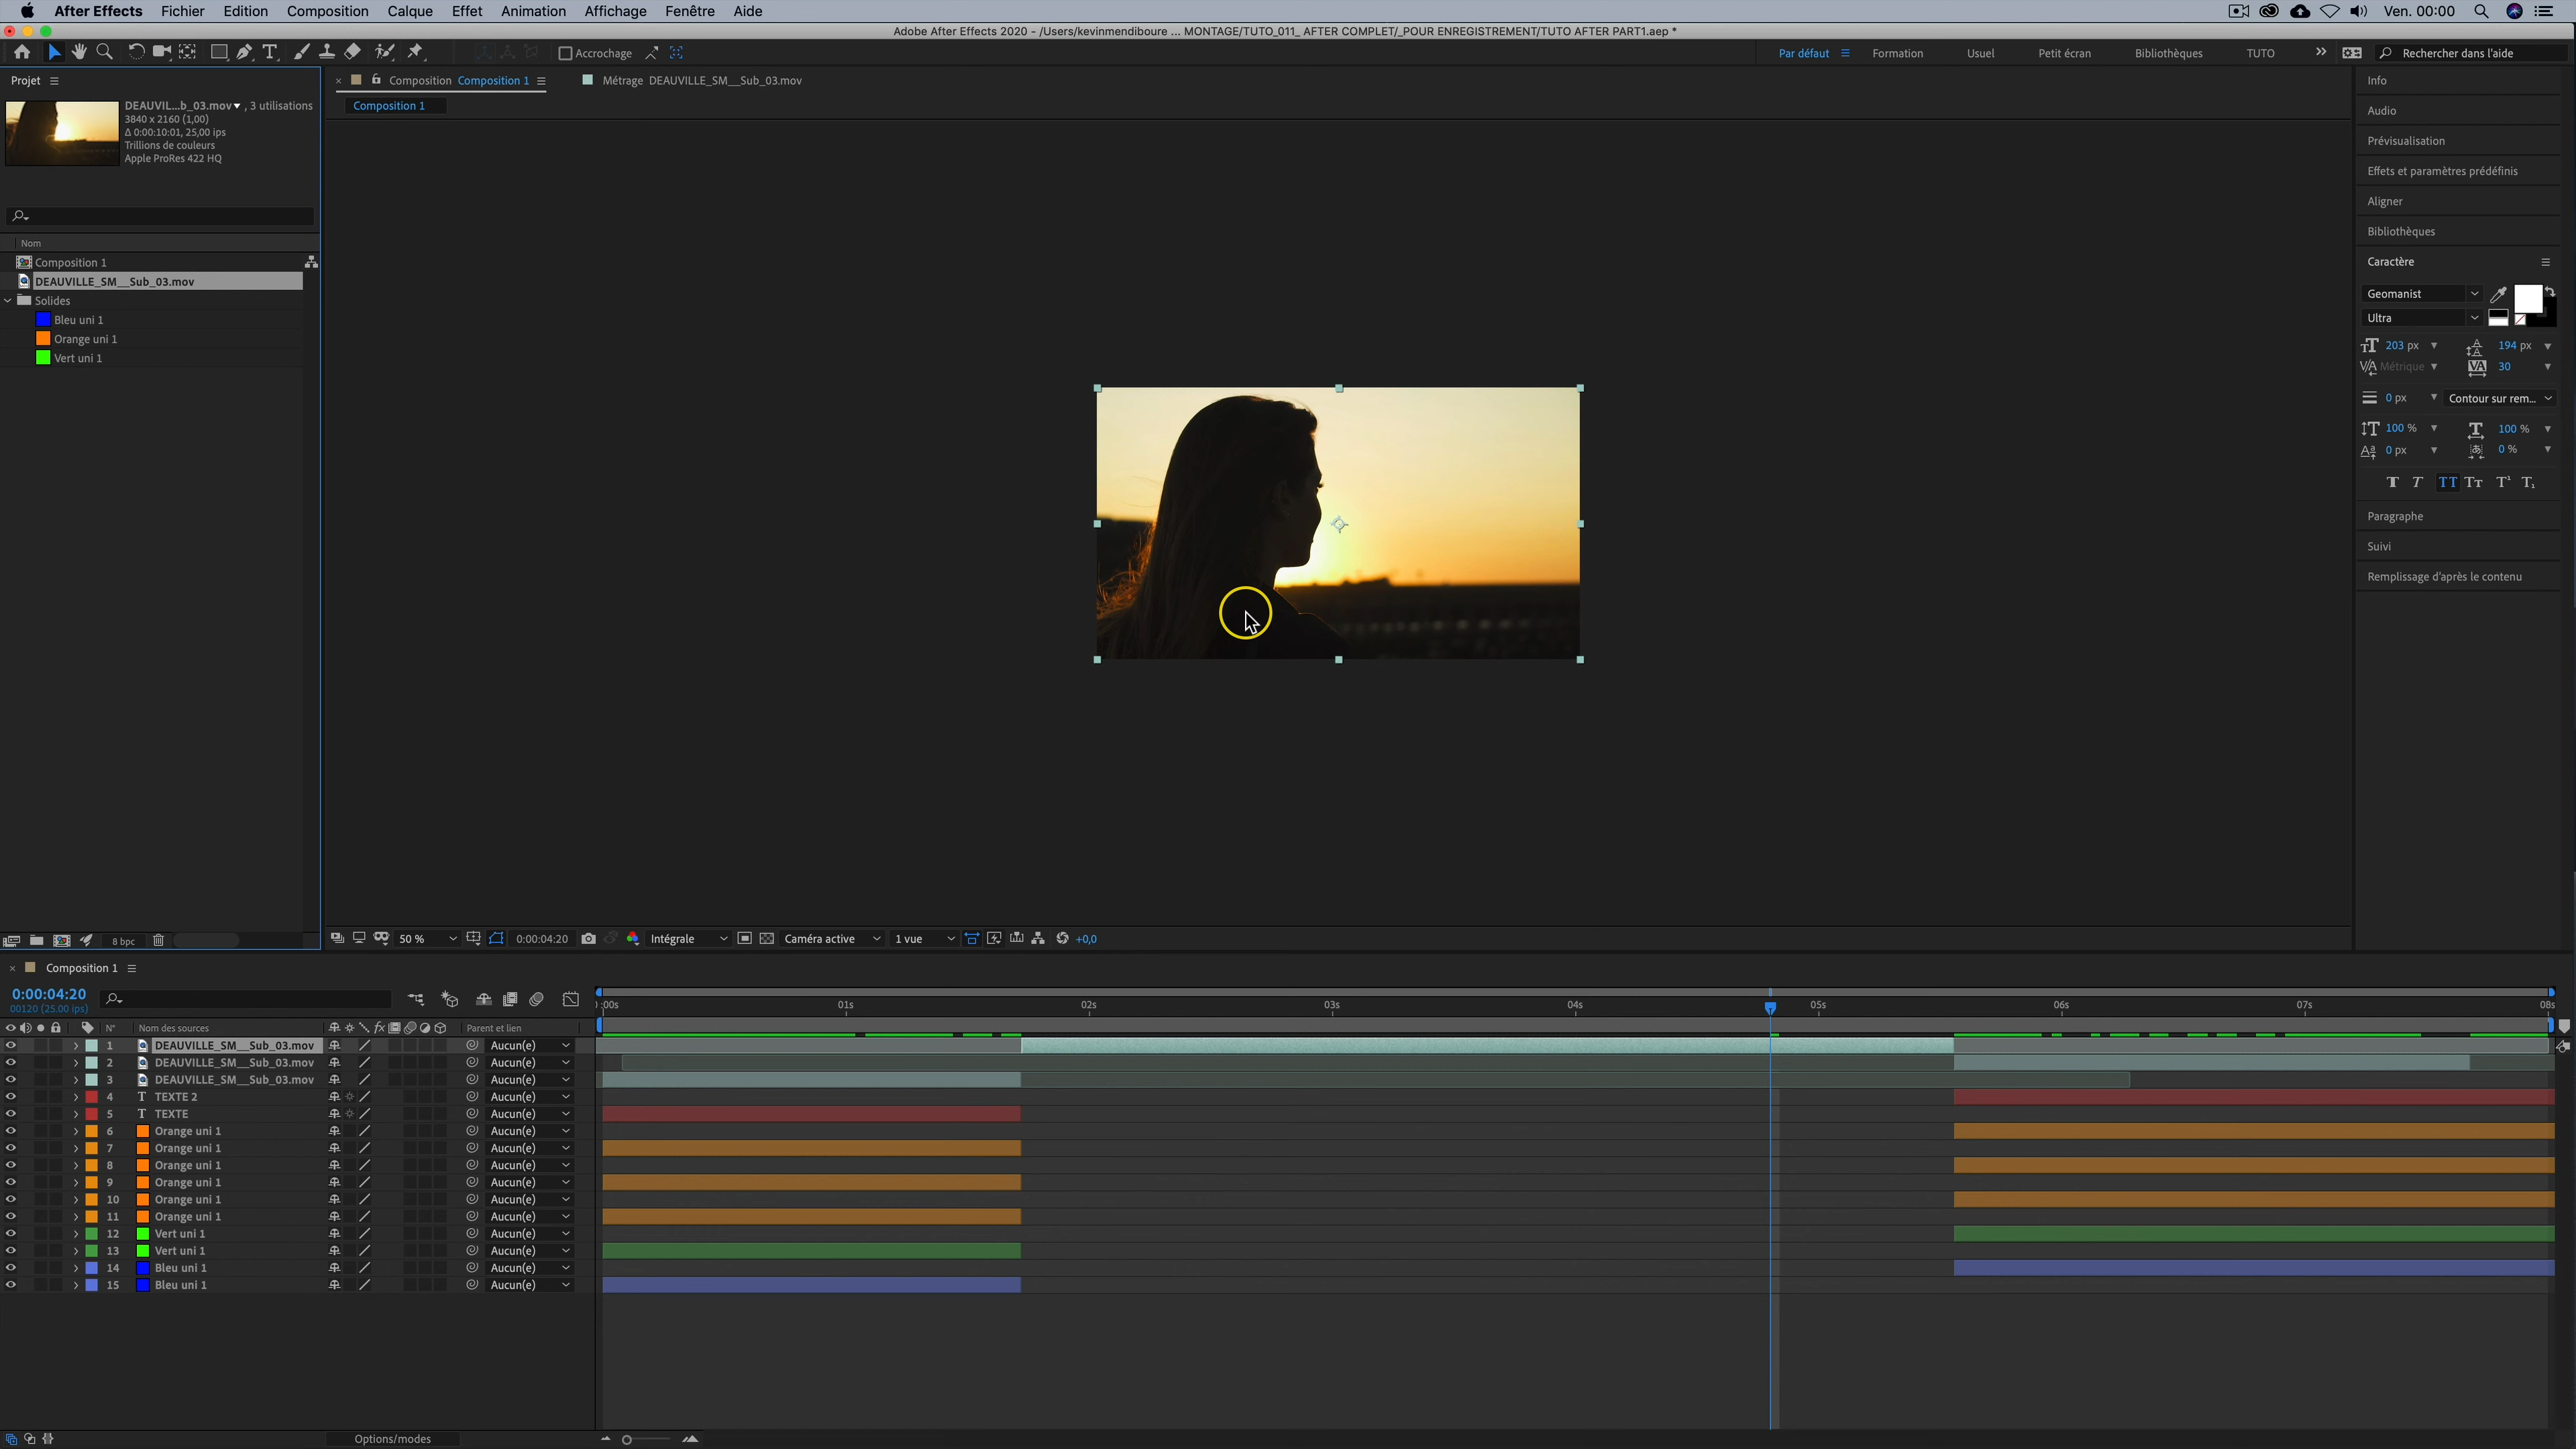 After Effects Fichier Edition Composition Calque Effet Animation Affichage Fenêtre Aide Ven. 00:00
Adobe After Effects 2020 - /Users/kevinmendiboure ... MONTAGE/TUTO_011_ AFTER COMPLET/_POUR ENREGISTREMENT/TUTO AFTER PART1.aep *
Accrochage Par défaut Formation Usuel Petit écran Bibliothèques TUTO Rechercher dans l'aide
Projet
DEAUVIL...b_03.mov , 3 utilisations
3840 x 2160 (1,00)
Δ 0:00:10:01, 25,00 ips
Trillions de couleurs
Apple ProRes 422 HQ
Nom
Composition 1
DEAUVILLE_SM__Sub_03.mov
Solides
Bleu uni 1
Orange uni 1
Vert uni 1
8 bpc
Composition Composition 1 Métrage DEAUVILLE_SM__Sub_03.mov
Composition 1
50 % 0:00:04:20 Intégrale Caméra active 1 vue +0,0
Info
Audio
Prévisualisation
Effets et paramètres prédéfinis
Aligner
Bibliothèques
Caractère
Geomanist
Ultra
203 px 194 px
Métrique 30
0 px Contour sur rem...
100 % 100 %
0 px 0 %
Paragraphe
Suivi
Remplissage d'après le contenu
Composition 1
0:00:04:20
00120 (25.00 ips)
:00s 01s 02s 03s 04s 05s 06s 07s 08s
N° Nom des sources Parent et lien
1 DEAUVILLE_SM__Sub_03.mov Aucun(e)
2 DEAUVILLE_SM__Sub_03.mov Aucun(e)
3 DEAUVILLE_SM__Sub_03.mov Aucun(e)
4 T TEXTE 2 Aucun(e)
5 T TEXTE Aucun(e)
6 Orange uni 1 Aucun(e)
7 Orange uni 1 Aucun(e)
8 Orange uni 1 Aucun(e)
9 Orange uni 1 Aucun(e)
10 Orange uni 1 Aucun(e)
11 Orange uni 1 Aucun(e)
12 Vert uni 1 Aucun(e)
13 Vert uni 1 Aucun(e)
14 Bleu uni 1 Aucun(e)
15 Bleu uni 1 Aucun(e)
Options/modes